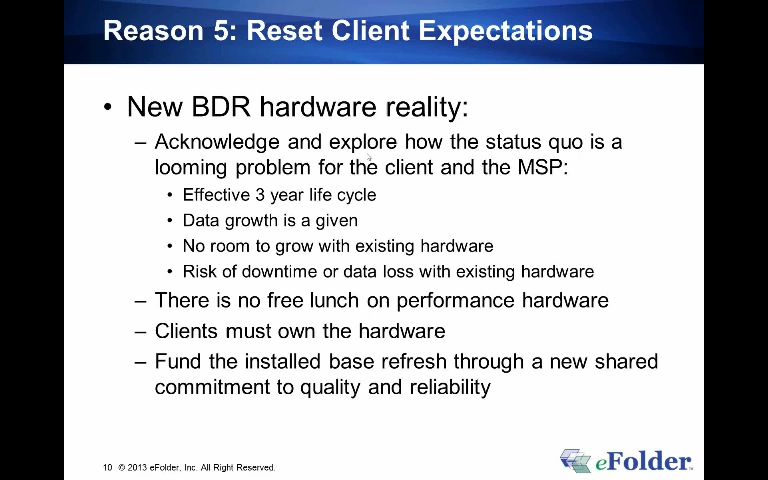 Reason 5: Reset Client Expectations
• New BDR hardware reality:
– Acknowledge and explore how the status quo is a
looming problem for the client and the MSP:
• Effective 3 year life cycle
• Data growth is a given
• No room to grow with existing hardware
• Risk of downtime or data loss with existing hardware
– There is no free lunch on performance hardware
– Clients must own the hardware
– Fund the installed base refresh through a new shared
commitment to quality and reliability
10 © 2013 eFolder, Inc. All Right Reserved.
eFolder